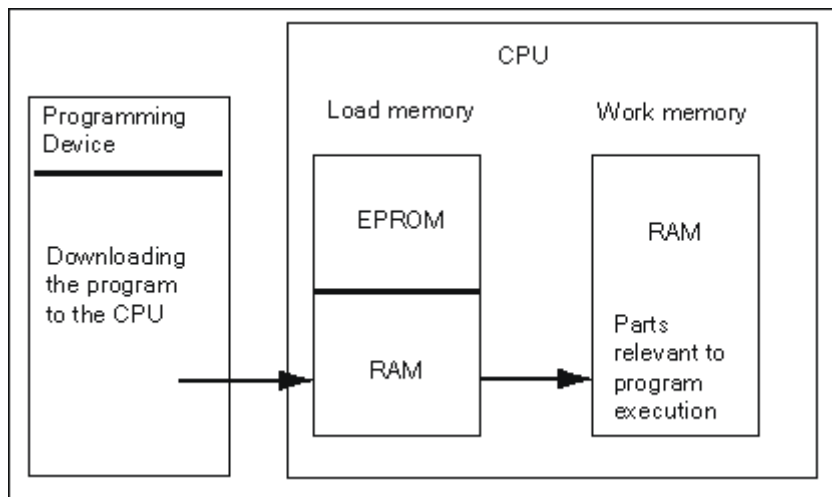 CPU
Programming
Device
Load memory
Work memory
EPROM
RAM
Downloading
the program
to the CPU
RAM
Parts
relevant to
program
execution